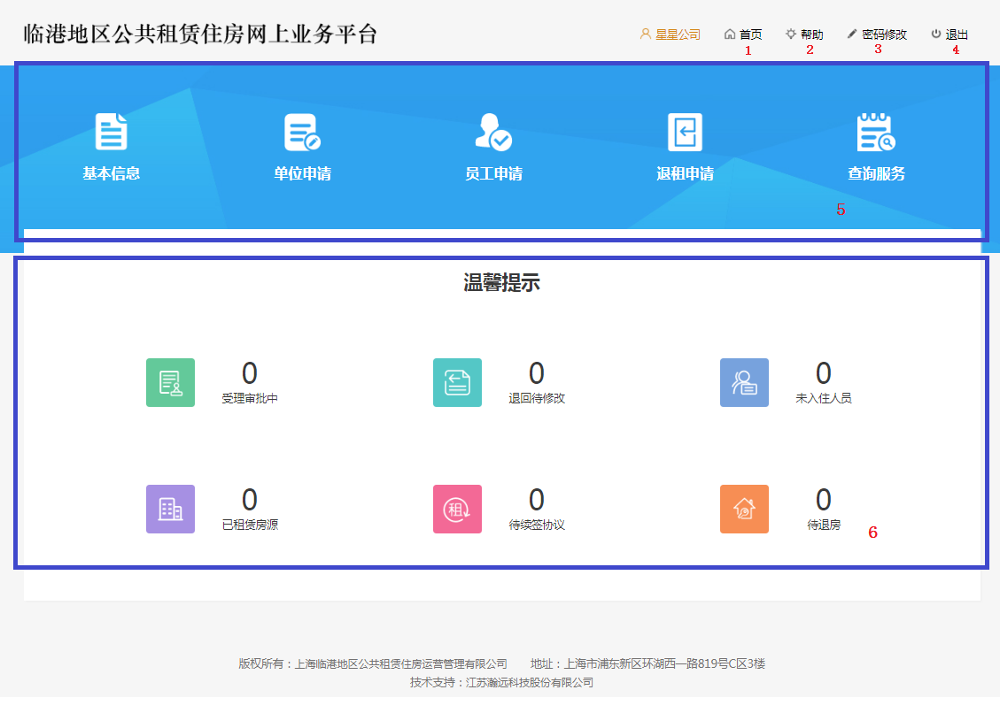 临港地区公共租赁住房网上业务平台
星星公司 首页 帮助 密码修改 退出
1 2 3 4
基本信息 单位申请 员工申请 退租申请 查询服务
5
温馨提示
0 0 0
受理审批中 退回待修改 未入住人员
租
0 0 0
已租赁房源 待续签协议 待退房
6
版权所有：上海临港地区公共租赁住房运营管理有限公司 地址：上海市浦东新区环湖西一路819号C区3楼
技术支持：江苏瀚远科技股份有限公司